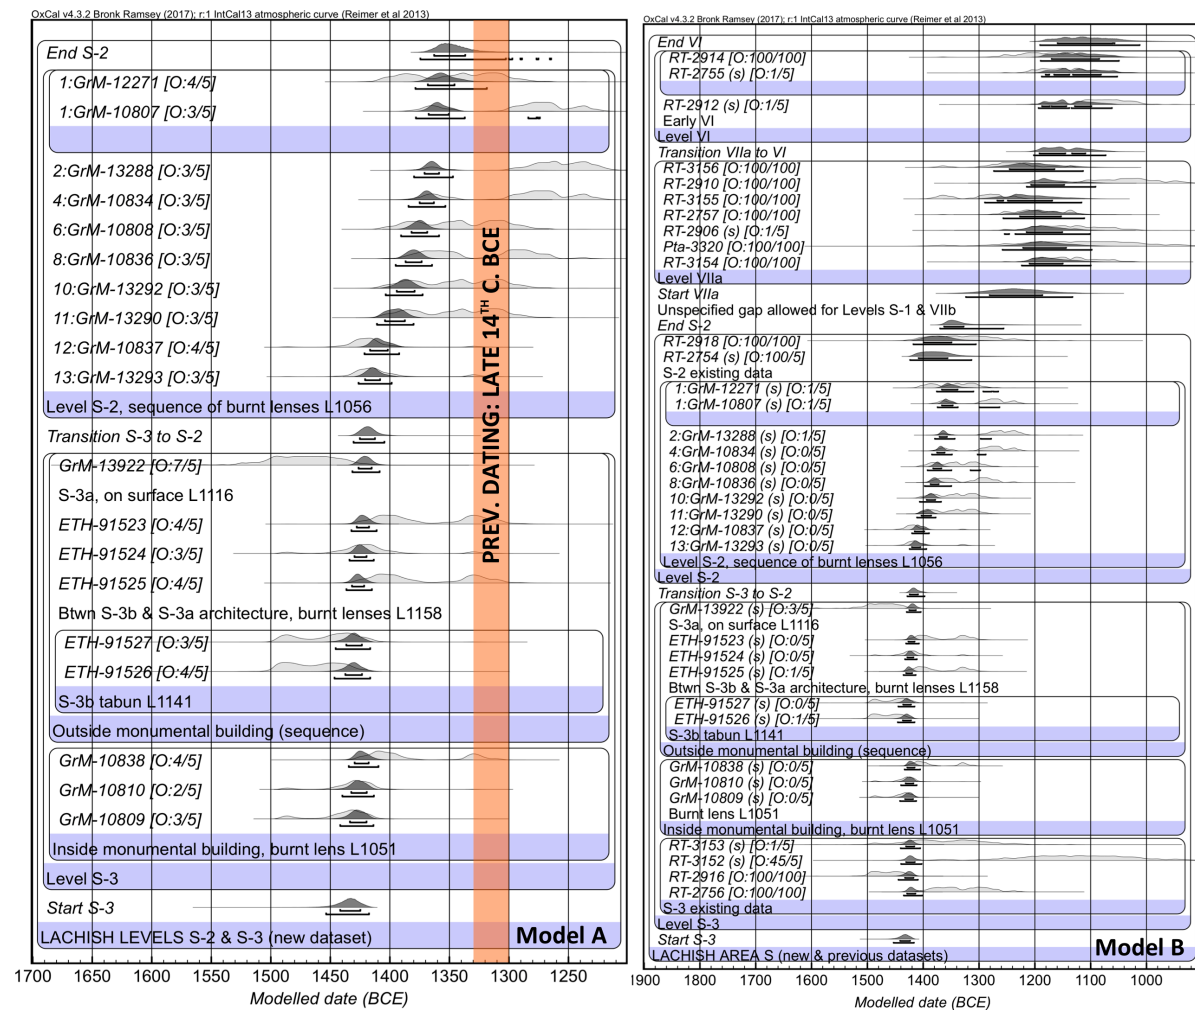 OxCal v4.3.2 Bronk Ramsey (2017); r:1 IntCal13 atmospheric curve (Reimer et al 2013)
End S-2
1:GrM-12271 [O:4/5]
1:GrM-10807 [O:3/5]
2:GrM-13288 [O:3/5]
4:GrM-10834 [O:3/5]
6:GrM-10808 [O:3/5]
8:GrM-10836 [O:3/5]
10:GrM-13292 [O:3/5]
11:GrM-13290 [O:3/5]
12:GrM-10837 [O:4/5]
13:GrM-13293 [O:3/5]
Level S-2, sequence of burnt lenses L1056
Transition S-3 to S-2
GrM-13922 [O:7/5]
S-3a, on surface L1116
ETH-91523 [O:4/5]
ETH-91524 [O:3/5]
ETH-91525 [O:4/5]
Btwn S-3b & S-3a architecture, burnt lenses L1158
ETH-91527 [O:3/5]
ETH-91526 [O:4/5]
S-3b tabun L1141
Outside monumental building (sequence)
GrM-10838 [O:4/5]
GrM-10810 [O:2/5]
GrM-10809 [O:3/5]
Inside monumental building, burnt lens L1051
Level S-3
Start S-3
LACHISH LEVELS S-2 & S-3 (new dataset)
Model A
PREV. DATING: LATE 14TH C. BCE
1700 1650 1600 1550 1500 1450 1400 1350 1300 1250
Modelled date (BCE)
OxCal v4.3.2 Bronk Ramsey (2017); r:1 IntCal13 atmospheric curve (Reimer et al 2013)
End VI
RT-2914 [O:100/100]
RT-2755 (s) [O:1/5]
RT-2912 (s) [O:1/5]
Early VI
Level VI
Transition VIIa to VI
RT-3156 [O:100/100]
RT-2910 [O:100/100]
RT-3155 [O:100/100]
RT-2757 [O:100/100]
RT-2906 (s) [O:1/5]
Pta-3320 [O:100/100]
RT-3154 [O:100/100]
Level VIIa
Start VIIa
Unspecified gap allowed for Levels S-1 & VIIb
End S-2
RT-2918 [O:100/100]
RT-2754 (s) [O:100/5]
S-2 existing data
1:GrM-12271 (s) [O:1/5]
1:GrM-10807 (s) [O:1/5]
2:GrM-13288 (s) [O:1/5]
4:GrM-10834 (s) [O:0/5]
6:GrM-10808 (s) [O:0/5]
8:GrM-10836 (s) [O:0/5]
10:GrM-13292 (s) [O:0/5]
11:GrM-13290 (s) [O:0/5]
12:GrM-10837 (s) [O:0/5]
13:GrM-13293 (s) [O:0/5]
Level S-2, sequence of burnt lenses L1056
Level S-2
Transition S-3 to S-2
GrM-13922 (s) [O:3/5]
S-3a, on surface L1116
ETH-91523 (s) [O:0/5]
ETH-91524 (s) [O:0/5]
ETH-91525 (s) [O:1/5]
Btwn S-3b & S-3a architecture, burnt lenses L1158
ETH-91527 (s) [O:0/5]
ETH-91526 (s) [O:1/5]
S-3b tabun L1141
Outside monumental building (sequence)
GrM-10838 (s) [O:0/5]
GrM-10810 (s) [O:0/5]
GrM-10809 (s) [O:0/5]
Burnt lens L1051
Inside monumental building, burnt lens L1051
RT-3153 (s) [O:1/5]
RT-3152 [O:45/5]
RT-2916 [O:100/100]
RT-2756 [O:100/100]
S-3 existing data
Level S-3
Start S-3
LACHISH AREA S (new & previous datasets)
Model B
1900 1800 1700 1600 1500 1400 1300 1200 1100 1000
Modelled date (BCE)